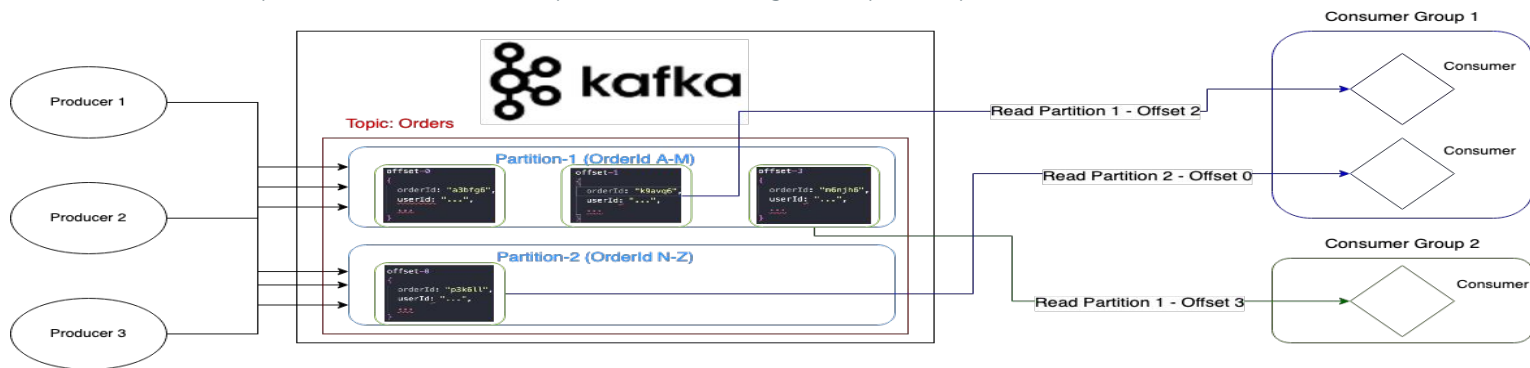 Consumer Group 1
kafka
Producer 1
Consumer
Read Partition 1 - Offset 2
Topic: Orders
Partition-1 (OrderId A-M)
offset-0
{
orderId: "a3bfg6",
userId: "...",
...
}
offset-1
{
orderId: "k9avq6",
userId: "...",
...
}
offset-3
{
orderId: "m6njh6",
userId: "...",
...
}
Consumer
Read Partition 2 - Offset 0
Producer 2
Partition-2 (OrderId N-Z)
offset-0
{
orderId: "p3k6ll",
userId: "...",
...
}
Consumer Group 2
Consumer
Read Partition 1 - Offset 3
Producer 3